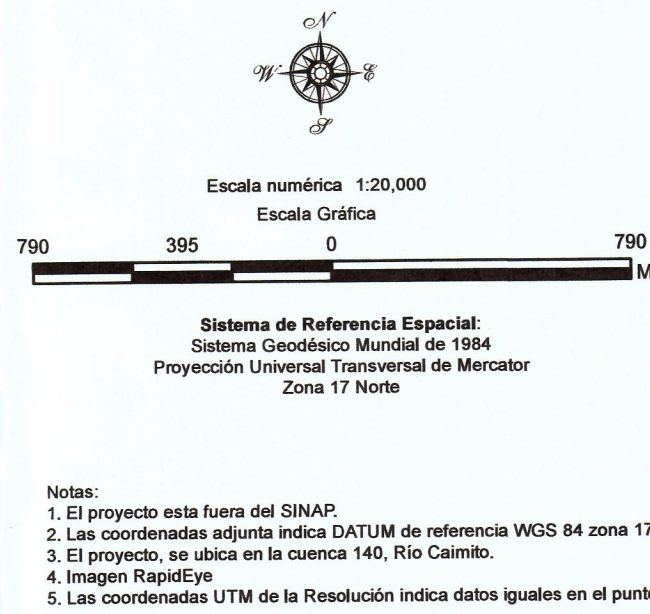 N
W E
S
Escala numérica 1:20,000
Escala Gráfica
790 395 0 790
M
Sistema de Referencia Espacial:
Sistema Geodésico Mundial de 1984
Proyección Universal Transversal de Mercator
Zona 17 Norte
Notas:
1. El proyecto esta fuera del SINAP.
2. Las coordenadas adjunta indica DATUM de referencia WGS 84 zona 17
3. El proyecto, se ubica en la cuenca 140, Río Caimito.
4. Imagen RapidEye
5. Las coordenadas UTM de la Resolución indica datos iguales en el punto